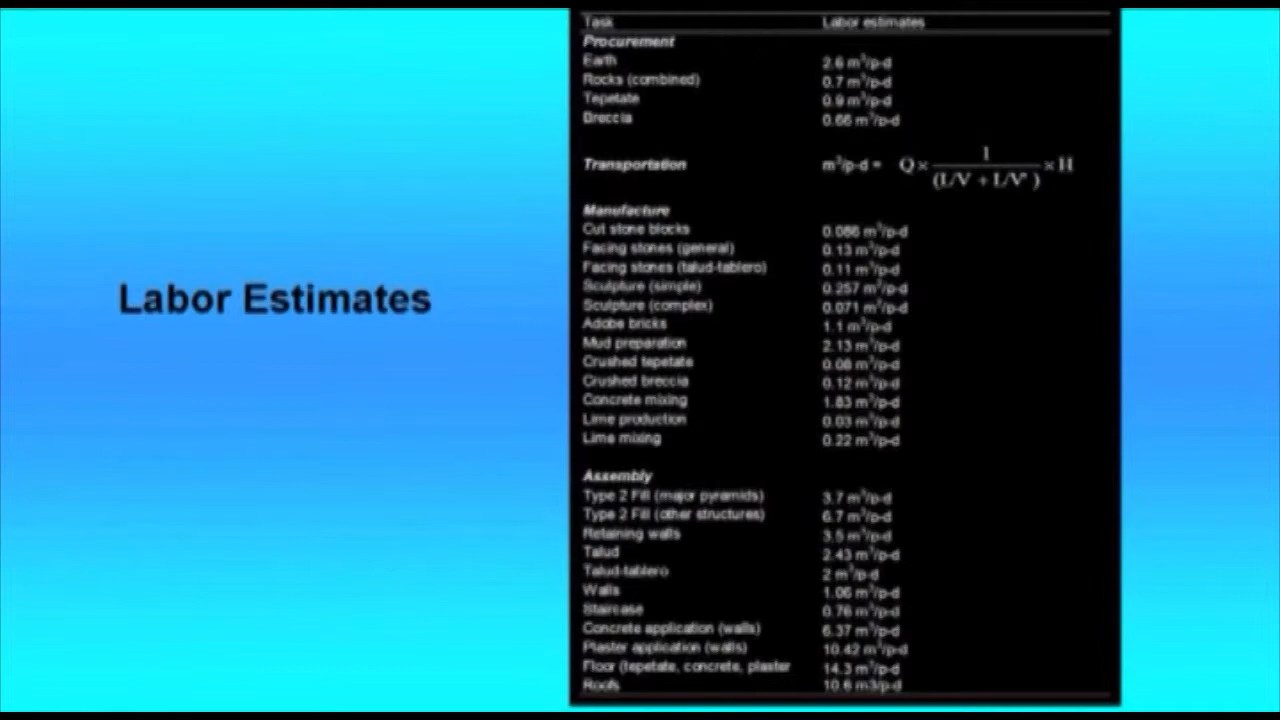 Labor Estimates
Task Labor estimates
Procurement
Earth 2.6 m³/p-d
Rocks (combined) 0.7 m³/p-d
Tepetate 0.9 m³/p-d
Breccia 0.66 m³/p-d
Transportation m³/p-d = Q × 1 / (L/V + L/V' ) × H
Manufacture
Cut stone blocks 0.086 m³/p-d
Facing stones (general) 0.13 m³/p-d
Facing stones (talud-tablero) 0.11 m³/p-d
Sculpture (simple) 0.257 m³/p-d
Sculpture (complex) 0.071 m³/p-d
Adobe bricks 1.1 m³/p-d
Mud preparation 2.13 m³/p-d
Crushed tepetate 0.08 m³/p-d
Crushed breccia 0.12 m³/p-d
Concrete mixing 1.83 m³/p-d
Lime production 0.03 m³/p-d
Lime mixing 0.22 m³/p-d
Assembly
Type 2 Fill (major pyramids) 3.7 m³/p-d
Type 2 Fill (other structures) 6.7 m³/p-d
Retaining walls 3.5 m³/p-d
Talud 2.43 m³/p-d
Talud-tablero 2 m³/p-d
Walls 1.06 m³/p-d
Staircase 0.76 m³/p-d
Concrete application (walls) 6.37 m³/p-d
Plaster application (walls) 10.42 m³/p-d
Floor (tepetate, concrete, plaster 14.3 m³/p-d
Roofs 10.6 m3/p-d